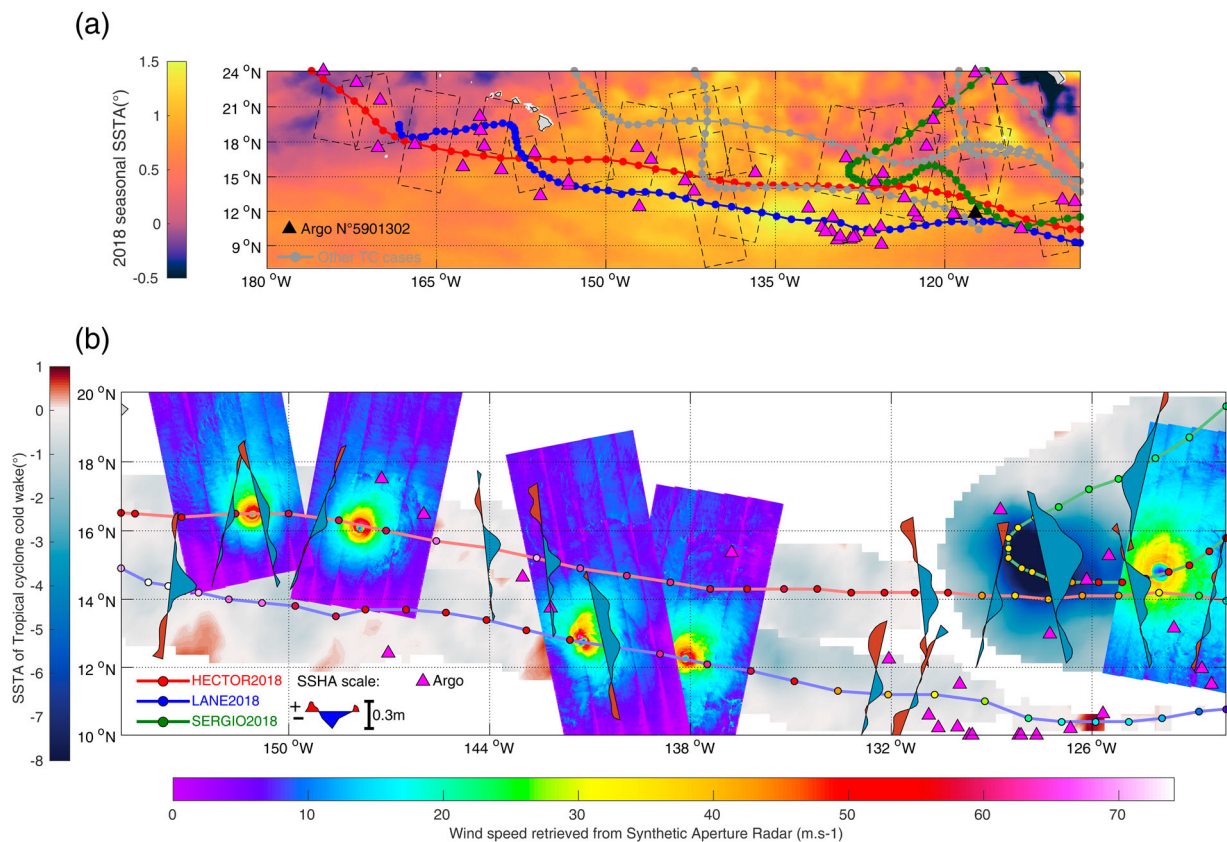 (a)
2018 seasonal SSTA(°)
1.5
1
0.5
0
-0.5
24 °N
21 °N
18 °N
15 °N
12 °N
9 °N
Argo N°5901302
Other TC cases
180 °W
165 °W
150 °W
135 °W
120 °W
(b)
SSTA of Tropical cyclone cold wake(°)
1
0
-1
-2
-3
-4
-5
-6
-7
-8
20 °N
18 °N
16 °N
14 °N
12 °N
10 °N
HECTOR2018
LANE2018
SERGIO2018
SSHA scale:
+
−
0.3m
Argo
150 °W
144 °W
138 °W
132 °W
126 °W
0
10
20
30
40
50
60
70
Wind speed retrieved from Synthetic Aperture Radar (m.s-1)